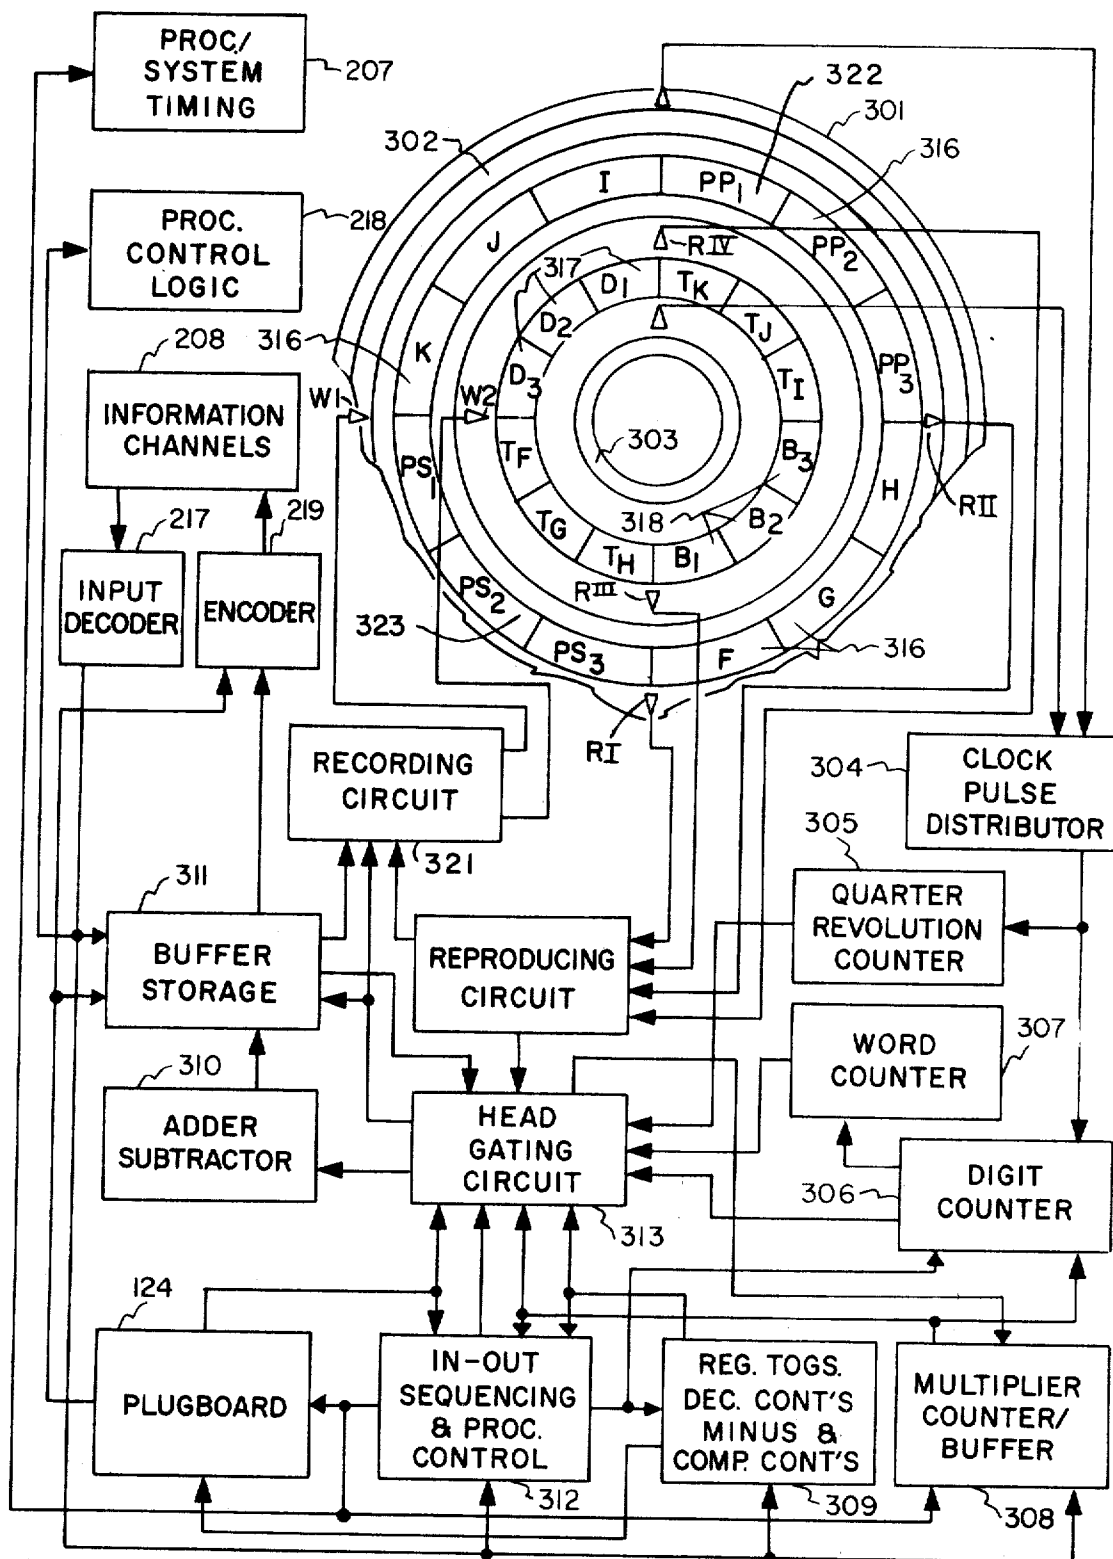 PROC./
SYSTEM
TIMING
207
PROC.
CONTROL
LOGIC
218
208
INFORMATION
CHANNELS
217
219
INPUT
DECODER
ENCODER
302
322
301
316
I
PP1
J
PP2
K
PP3
316
H
W1
PS1
G
PS2
323
PS3
F
316
RIV
317
D1
TK
D2
TJ
D3
TI
W2
TF
B3
303
TG
318
B2
TH
B1
RIII
RII
RI
RECORDING
CIRCUIT
321
304
CLOCK
PULSE
DISTRIBUTOR
305
QUARTER
REVOLUTION
COUNTER
311
BUFFER
STORAGE
REPRODUCING
CIRCUIT
WORD
COUNTER
307
310
ADDER
SUBTRACTOR
HEAD
GATING
CIRCUIT
313
306
DIGIT
COUNTER
124
PLUGBOARD
IN-OUT
SEQUENCING
& PROC.
CONTROL
312
REG. TOGS.
DEC. CONT'S
MINUS &
COMP. CONT'S
309
MULTIPLIER
COUNTER/
BUFFER
308